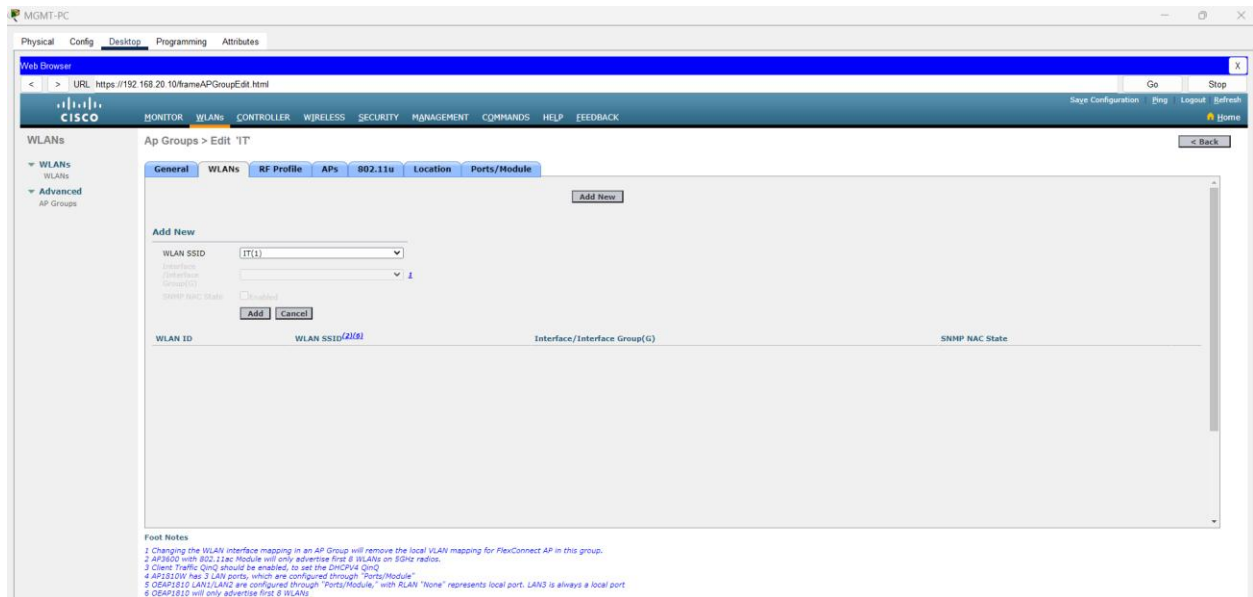 MGMT-PC
Physical Config Desktop Programming Attributes
Web Browser X
< > URL https://192.168.20.10/frameAPGroupEdit.html Go Stop
Save Configuration Ping Logout Refresh
CISCO MONITOR WLANs CONTROLLER WIRELESS SECURITY MANAGEMENT COMMANDS HELP FEEDBACK Home
WLANs Ap Groups > Edit 'IT' < Back
WLANs
WLANs
Advanced
AP Groups
General WLANs RF Profile APs 802.11u Location Ports/Module
Add New
Add New
WLAN SSID IT(1)
Interface
/Interface
Group(G) 1
SNMP NAC State Enabled
Add Cancel
WLAN ID WLAN SSID(2)(6) Interface/Interface Group(G) SNMP NAC State
Foot Notes
1 Changing the WLAN interface mapping in an AP Group will remove the local VLAN mapping for FlexConnect AP in this group.
2 AP3600 with 802.11ac Module will only advertise first 8 WLANs on 5GHz radios.
3 Client Traffic QinQ should be enabled, to set the DHCPV4 QinQ
4 AP1810W has 3 LAN ports, which are configured through "Ports/Module"
5 OEAP1810 LAN1/LAN2 are configured through "Ports/Module," with RLAN "None" represents local port. LAN3 is always a local port
6 OEAP1810 will only advertise first 8 WLANs